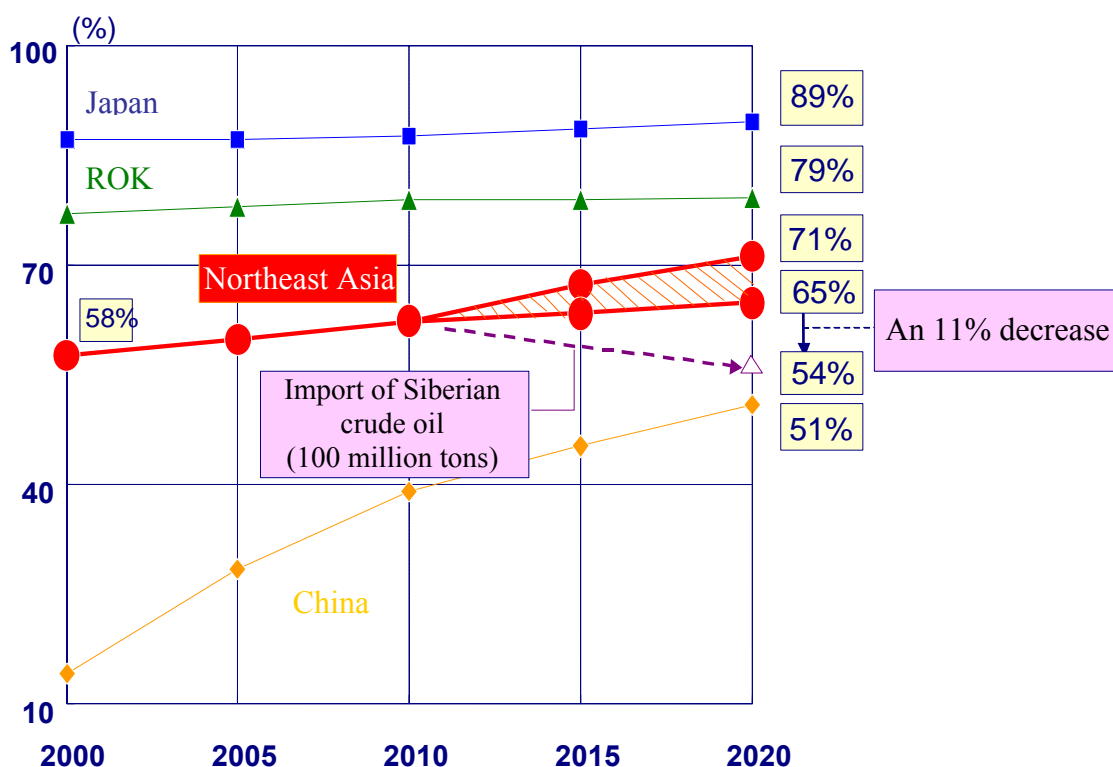 (%)
100
Japan
89%
ROK
79%
71%
70
Northeast Asia
65%
58%
An 11% decrease
54%
Import of Siberian
crude oil
(100 million tons)
51%
40
China
10
2000 2005 2010 2015 2020